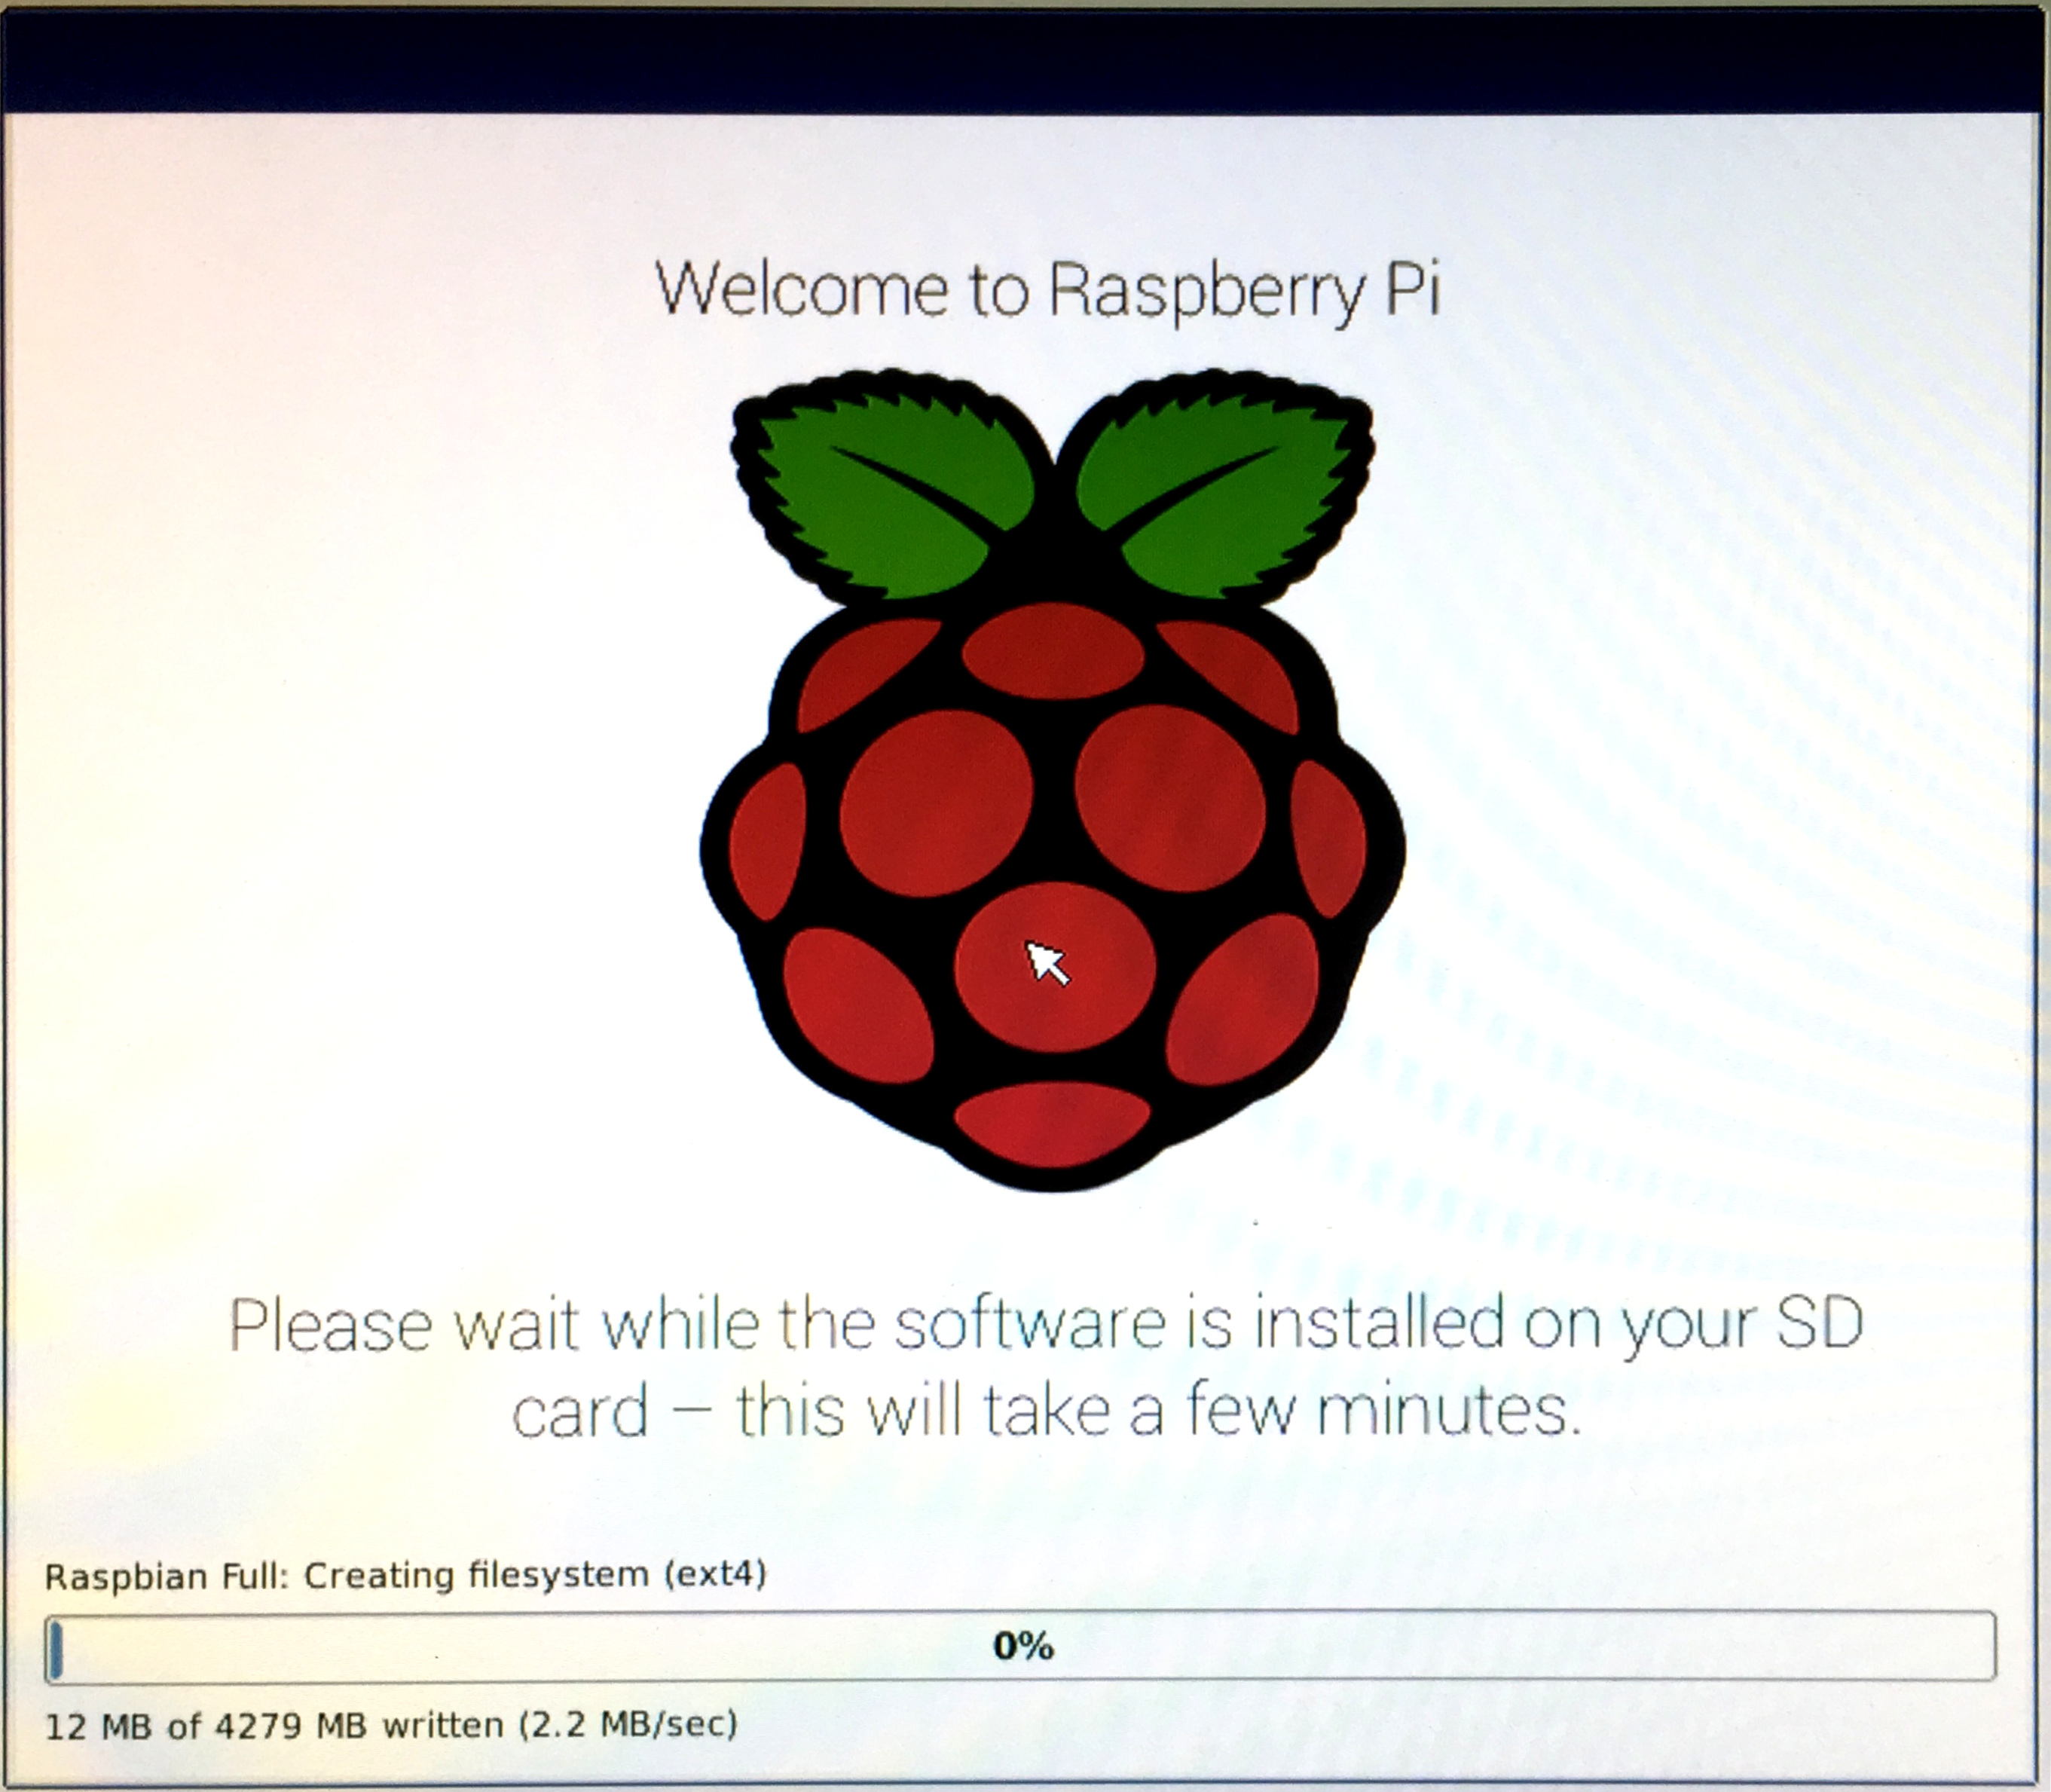 Welcome to Raspberry Pi
Please wait while the software is installed on your SD
card – this will take a few minutes.
Raspbian Full: Creating filesystem (ext4)
0%
12 MB of 4279 MB written (2.2 MB/sec)